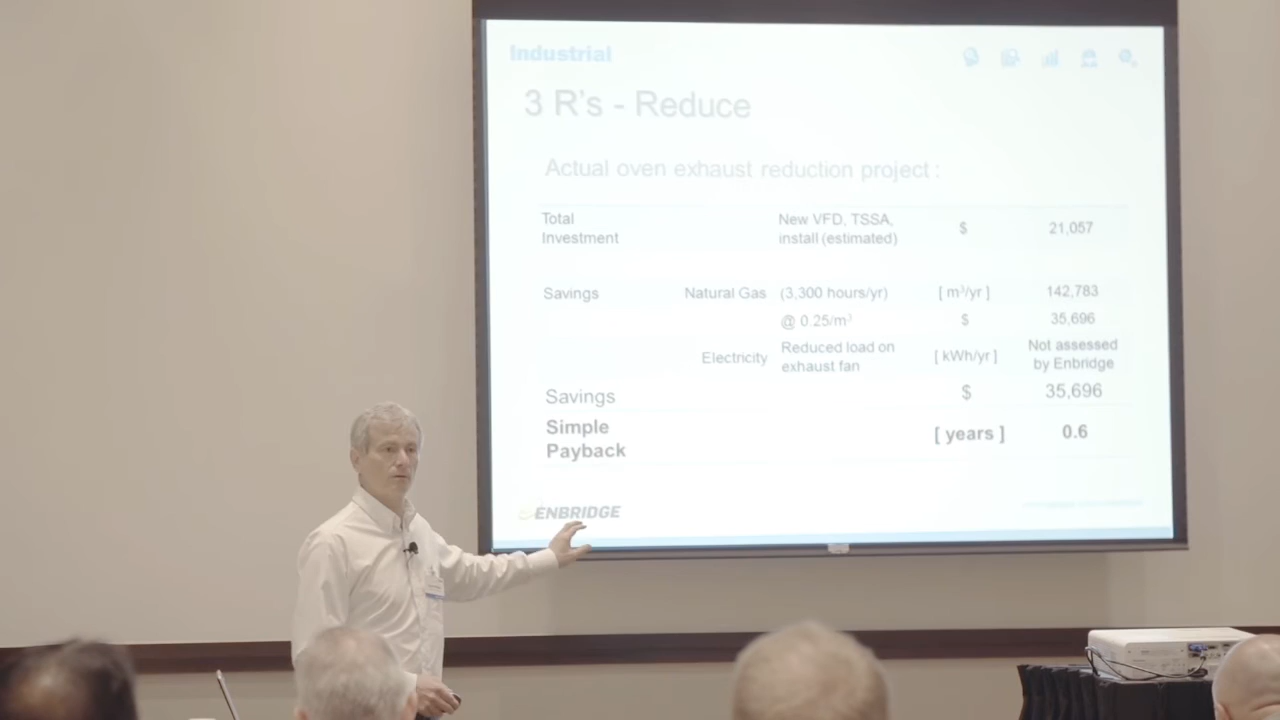 Industrial
3 R's - Reduce
Actual oven exhaust reduction project :
Total
Investment
New VFD, TSSA,
install (estimated)
$
21,057
Savings
Natural Gas
(3,300 hours/yr)
[ m³/yr ]
142,783
@ 0.25/m³
$
35,696
Electricity
Reduced load on
exhaust fan
[ kWh/yr ]
Not assessed
by Enbridge
Savings
$
35,696
Simple
Payback
[ years ]
0.6
ENBRIDGE